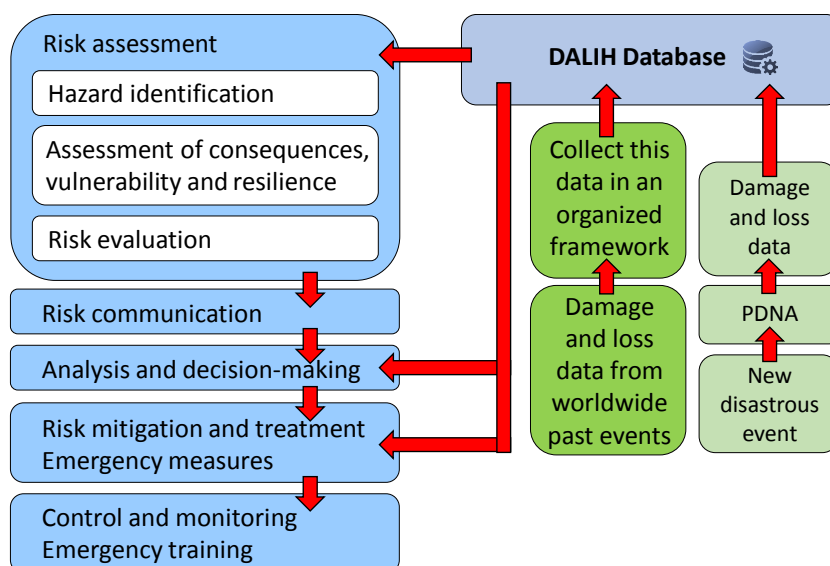 Risk assessment
Hazard identification
Assessment of consequences,
vulnerability and resilience
Risk evaluation
Risk communication
Analysis and decision-making
Risk mitigation and treatment
Emergency measures
Control and monitoring
Emergency training
DALIH Database
Collect this
data in an
organized
framework
Damage
and loss
data from
worldwide
past events
Damage
and loss
data
PDNA
New
disastrous
event